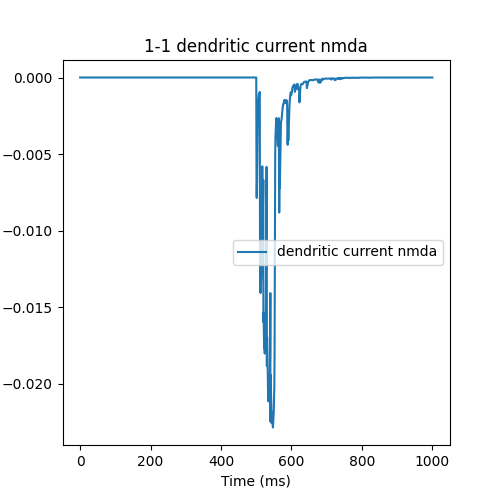 1-1 dendritic current nmda
0.000
−0.005
−0.010
dendritic current nmda
−0.015
−0.020
0 200 400 600 800 1000
Time (ms)